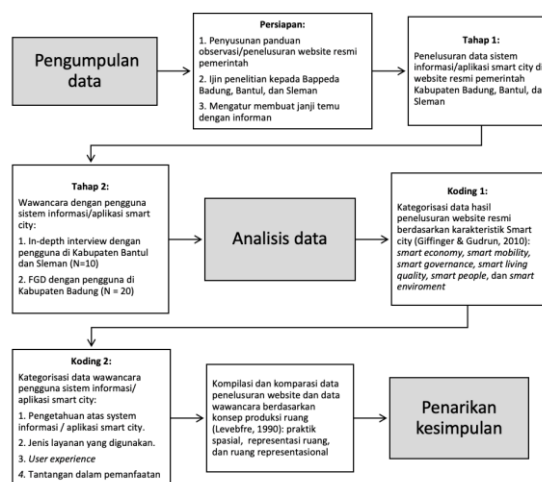 Pengumpulan
data
Persiapan:
1. Penyusunan panduan
observasi/penelusuran website resmi
pemerintah
2. Ijin penelitian kepada Bappeda
Badung, Bantul, dan Sleman
3. Mengatur membuat janji temu
dengan informan
Tahap 1:
Penelusuran data sistem
informasi/aplikasi smart city di
website resmi pemerintah
Kabupaten Badung, Bantul, dan
Sleman
Tahap 2:
Wawancara dengan pengguna
sistem informasi/aplikasi smart
city:
1. In-depth interview dengan
pengguna di Kabupaten Bantul
dan Sleman (N=10)
2. FGD dengan pengguna di
Kabupaten Badung (N = 20)
Analisis data
Koding 1:
Kategorisasi data hasil
penelusuran website resmi
berdasarkan karakteristik Smart
city (Giffinger & Gudrun, 2010):
smart economy, smart mobility,
smart governance, smart living
quality, smart people, dan smart
enviroment
Koding 2:
Kategorisasi data wawancara
pengguna sistem informasi/
aplikasi smart city:
1. Pengetahuan atas system
informasi / aplikasi smart city.
2. Jenis layanan yang digunakan.
3. User experience
4. Tantangan dalam pemanfaatan
Kompilasi dan komparasi data
penelusuran website dan data
wawancara berdasarkan
konsep produksi ruang
(Levebfre, 1990): praktik
spasial, representasi ruang,
dan ruang representasional
Penarikan
kesimpulan